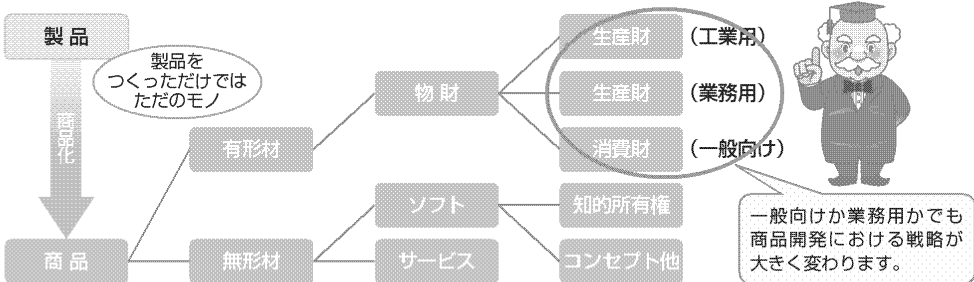 製品
製品を
つくっただけでは
ただのモノ
商品化
商品
有形材
無形材
物財
ソフト
サービス
生産財 (工業用)
生産財 (業務用)
消費財 (一般向け)
知的所有権
コンセプト他
一般向けか業務用かでも
商品開発における戦略が
大きく変わります。